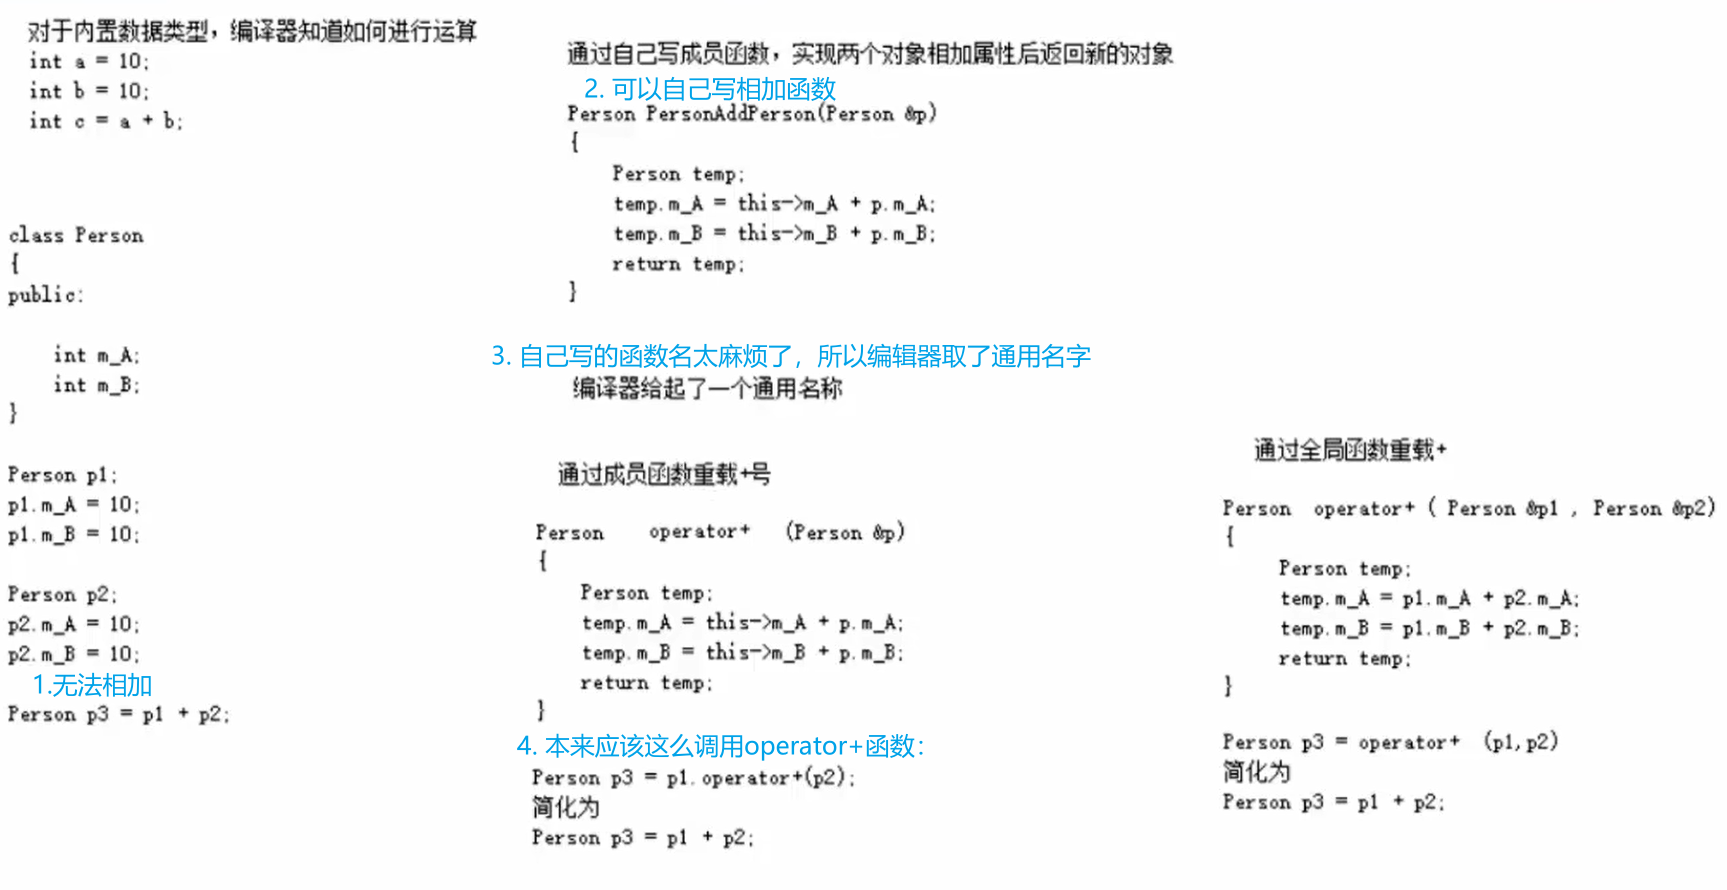 对于内置数据类型，编译器知道如何进行运算
int a = 10;
int b = 10;
int c = a + b;
class Person
{
public:
int m_A;
int m_B;
}
Person p1;
p1.m_A = 10;
p1.m_B = 10;
Person p2;
p2.m_A = 10;
p2.m_B = 10;
1.无法相加
Person p3 = p1 + p2;
通过自己写成员函数，实现两个对象相加属性后返回新的对象
2. 可以自己写相加函数
Person PersonAddPerson(Person &p)
{
Person temp;
temp.m_A = this->m_A + p.m_A;
temp.m_B = this->m_B + p.m_B;
return temp;
}
3. 自己写的函数名太麻烦了，所以编辑器取了通用名字
编译器给起了一个通用名称
通过成员函数重载+号
Person operator+ (Person &p)
{
Person temp;
temp.m_A = this->m_A + p.m_A;
temp.m_B = this->m_B + p.m_B;
return temp;
}
4. 本来应该这么调用operator+函数：
Person p3 = p1.operator+(p2);
简化为
Person p3 = p1 + p2;
通过全局函数重载+
Person operator+ ( Person &p1 , Person &p2)
{
Person temp;
temp.m_A = p1.m_A + p2.m_A;
temp.m_B = p1.m_B + p2.m_B;
return temp;
}
Person p3 = operator+ (p1,p2)
简化为
Person p3 = p1 + p2;